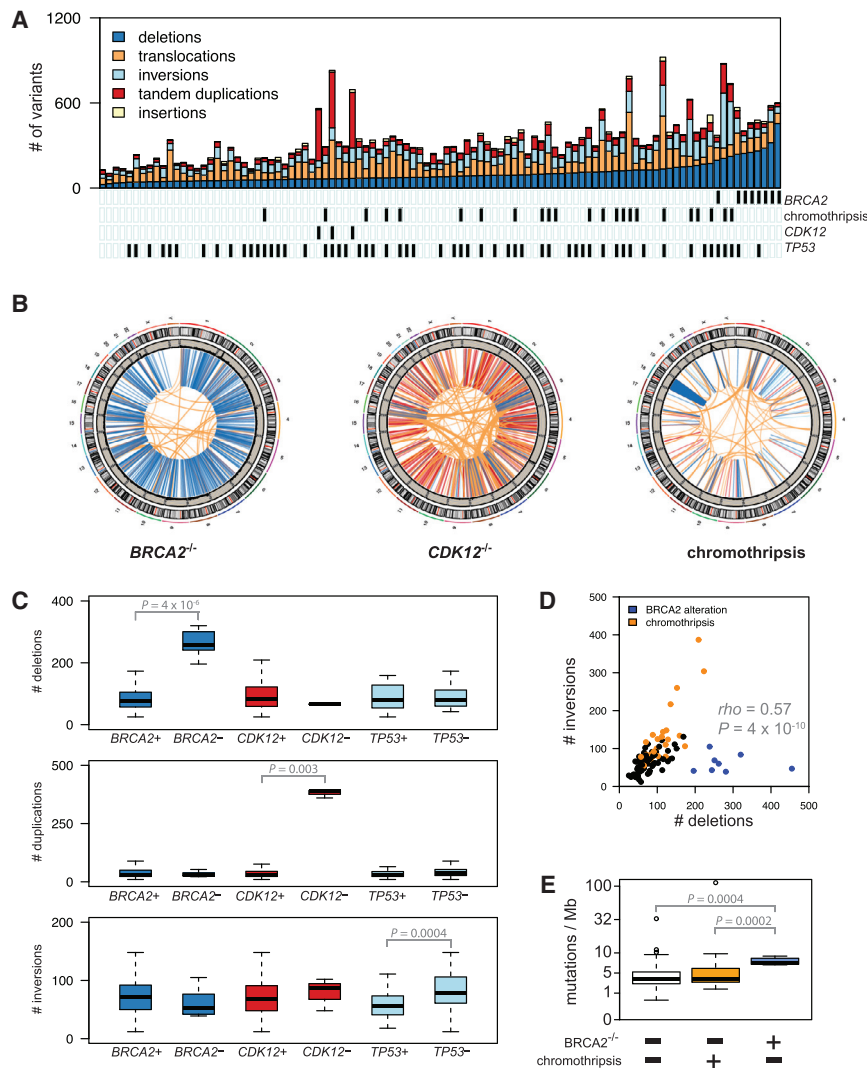 A
1200
600
0
# of variants
deletions
translocations
inversions
tandem duplications
insertions
BRCA2
chromothripsis
CDK12
TP53
B
BRCA2-/-
CDK12-/-
chromothripsis
C
400
200
0
# deletions
P = 4 x 10-6
BRCA2+ BRCA2− CDK12+ CDK12− TP53+ TP53−
500
250
0
# duplications
P = 0.003
BRCA2+ BRCA2− CDK12+ CDK12− TP53+ TP53−
200
100
0
# inversions
P = 0.0004
BRCA2+ BRCA2− CDK12+ CDK12− TP53+ TP53−
D
BRCA2 alteration
chromothripsis
500
400
300
200
100
0
# inversions
rho = 0.57
P = 4 x 10-10
0 100 200 300 400 500
# deletions
E
100
32
10
5
1
0
mutations / Mb
P = 0.0004
P = 0.0002
BRCA2-/- − − +
chromothripsis − + −